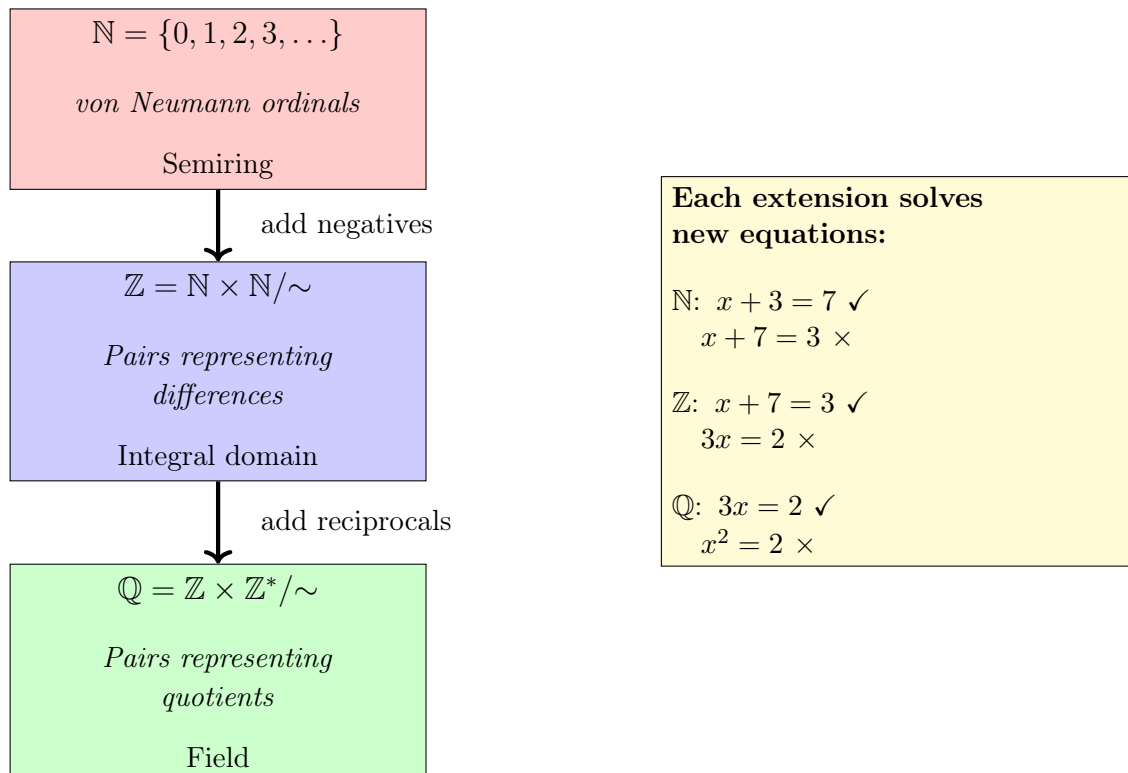 ℕ = {0, 1, 2, 3, …}
von Neumann ordinals
Semiring
add negatives
ℤ = ℕ × ℕ/∼
Pairs representing
differences
Integral domain
add reciprocals
ℚ = ℤ × ℤ*/∼
Pairs representing
quotients
Field
Each extension solves
new equations:
ℕ: x + 3 = 7 ✓
x + 7 = 3 ×
ℤ: x + 7 = 3 ✓
3x = 2 ×
ℚ: 3x = 2 ✓
x² = 2 ×